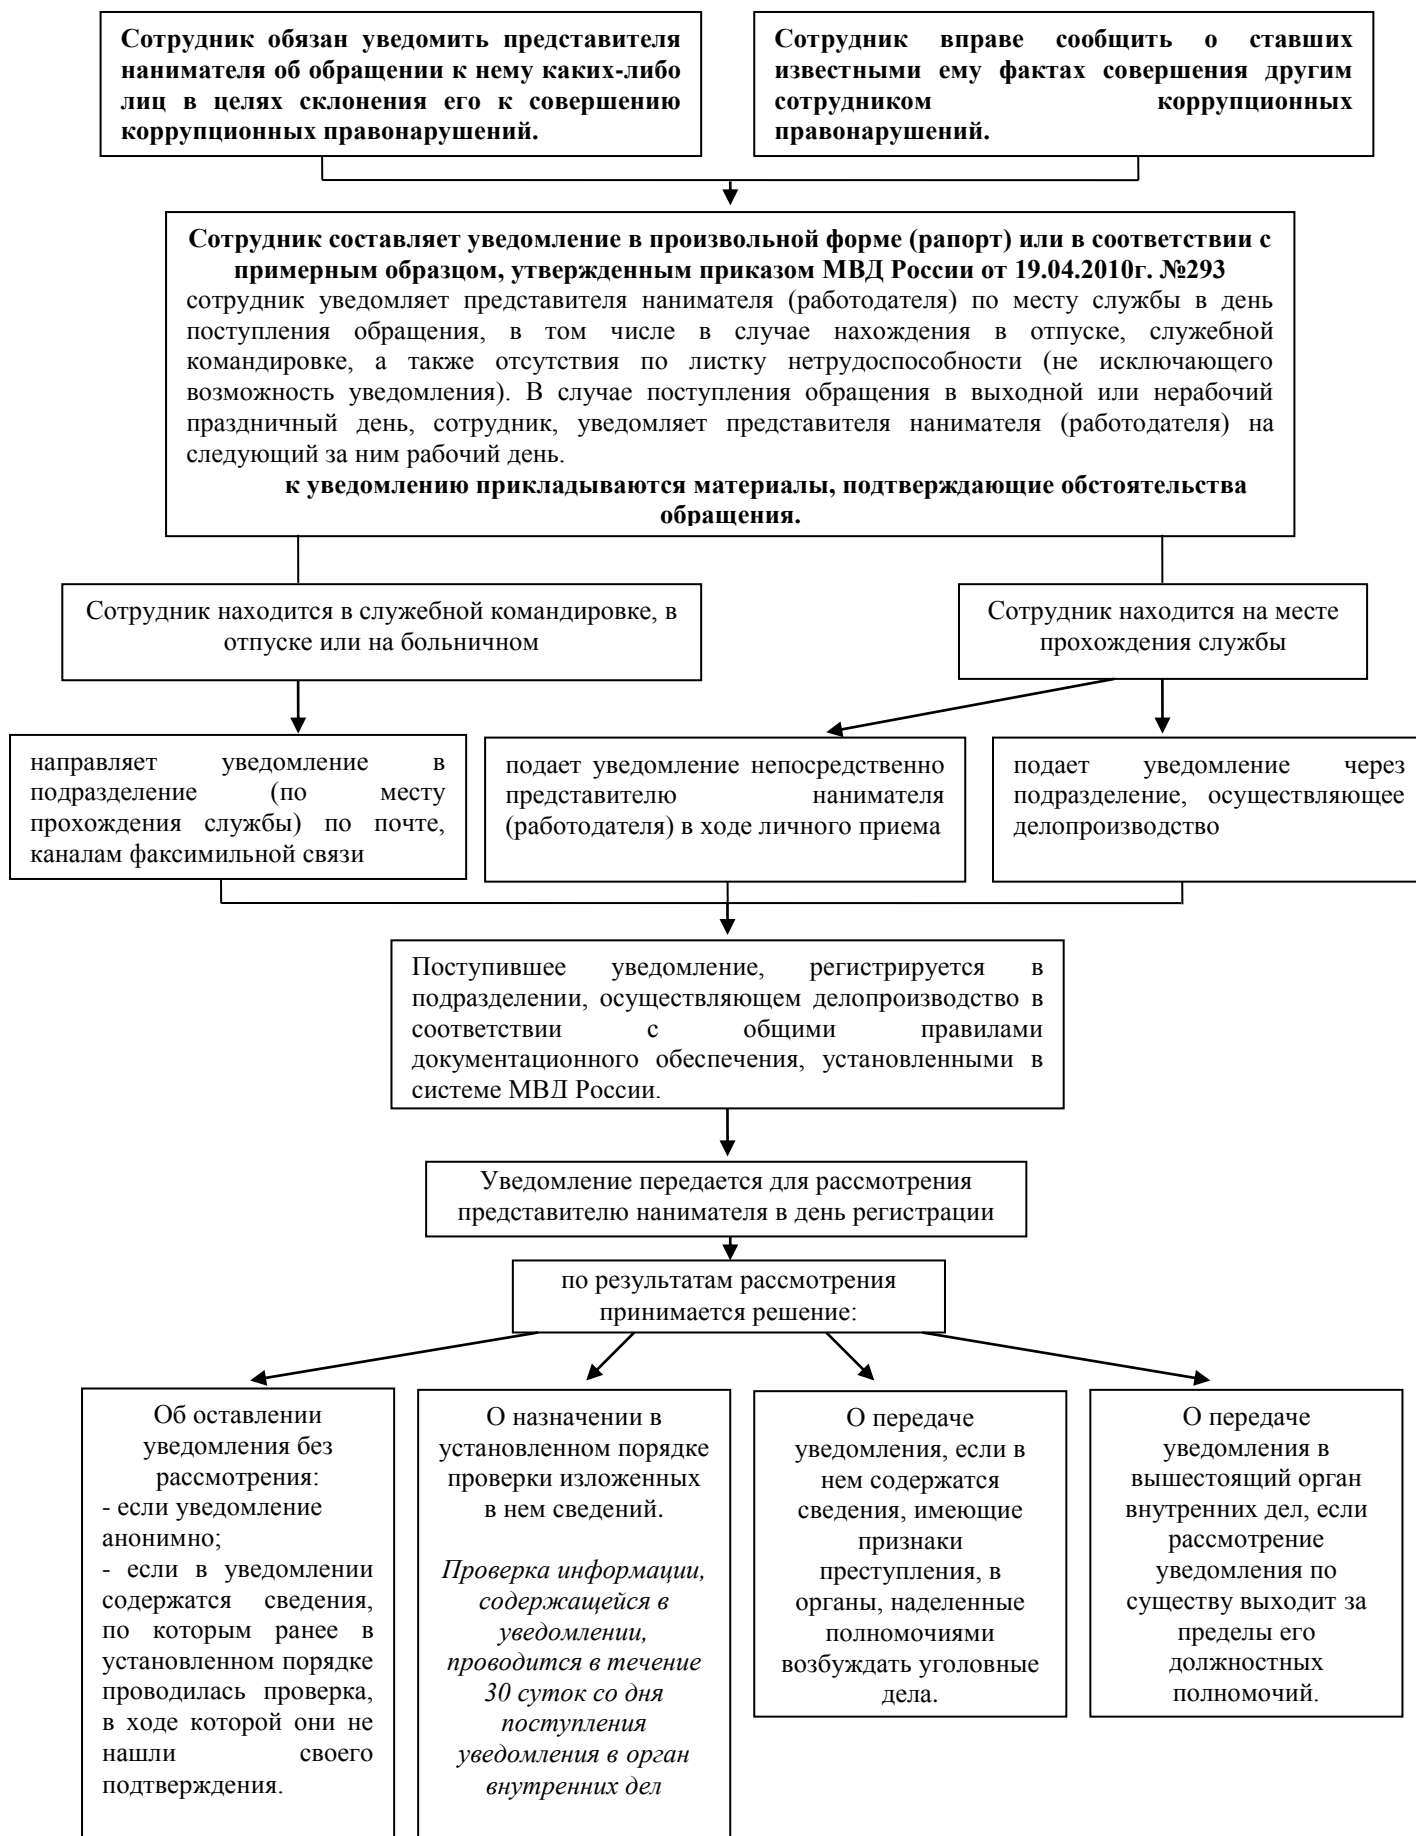 Сотрудник обязан уведомить представителя
нанимателя об обращении к нему каких-либо
лиц в целях склонения его к совершению
коррупционных правонарушений.
Сотрудник вправе сообщить о ставших
известными ему фактах совершения другим
сотрудником коррупционных
правонарушений.
Сотрудник составляет уведомление в произвольной форме (рапорт) или в соответствии с
примерным образцом, утвержденным приказом МВД России от 19.04.2010г. №293
сотрудник уведомляет представителя нанимателя (работодателя) по месту службы в день
поступления обращения, в том числе в случае нахождения в отпуске, служебной
командировке, а также отсутствия по листку нетрудоспособности (не исключающего
возможность уведомления). В случае поступления обращения в выходной или нерабочий
праздничный день, сотрудник, уведомляет представителя нанимателя (работодателя) на
следующий за ним рабочий день.
к уведомлению прикладываются материалы, подтверждающие обстоятельства
обращения.
Сотрудник находится в служебной командировке, в
отпуске или на больничном
Сотрудник находится на месте
прохождения службы
направляет уведомление в
подразделение (по месту
прохождения службы) по почте,
каналам факсимильной связи
подает уведомление непосредственно
представителю нанимателя
(работодателя) в ходе личного приема
подает уведомление через
подразделение, осуществляющее
делопроизводство
Поступившее уведомление, регистрируется в
подразделении, осуществляющем делопроизводство в
соответствии с общими правилами
документационного обеспечения, установленными в
системе МВД России.
Уведомление передается для рассмотрения
представителю нанимателя в день регистрации
по результатам рассмотрения
принимается решение:
Об оставлении
уведомления без
рассмотрения:
- если уведомление
анонимно;
- если в уведомлении
содержатся сведения,
по которым ранее в
установленном порядке
проводилась проверка,
в ходе которой они не
нашли своего
подтверждения.
О назначении в
установленном порядке
проверки изложенных
в нем сведений.
Проверка информации,
содержащейся в
уведомлении,
проводится в течение
30 суток со дня
поступления
уведомления в орган
внутренних дел
О передаче
уведомления, если в
нем содержатся
сведения, имеющие
признаки
преступления, в
органы, наделенные
полномочиями
возбуждать уголовные
дела.
О передаче
уведомления в
вышестоящий орган
внутренних дел, если
рассмотрение
уведомления по
существу выходит за
пределы его
должностных
полномочий.